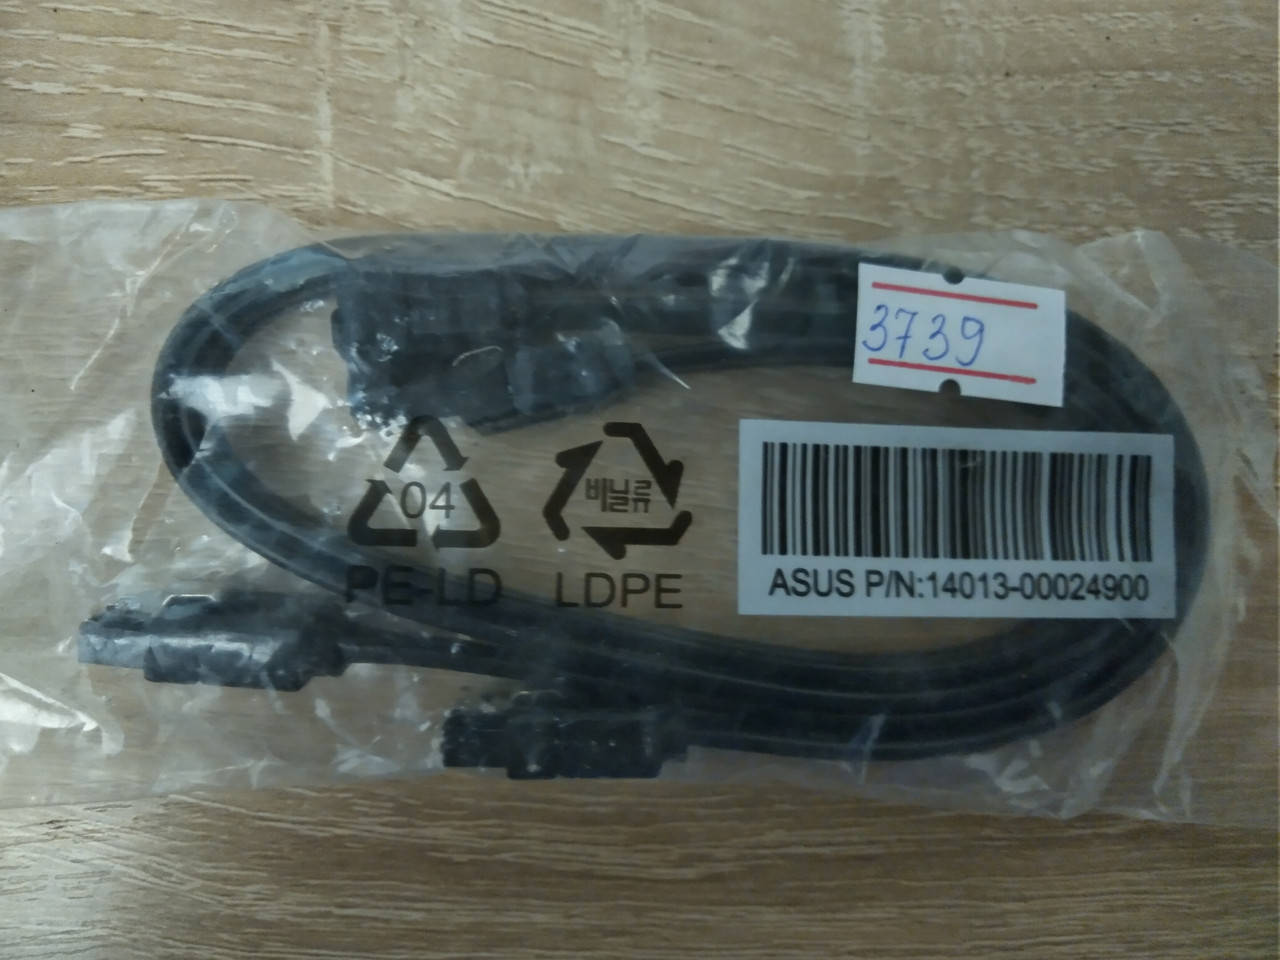 3739
04
PE-LD
비닐류
LDPE
ASUS P/N:14013-00024900